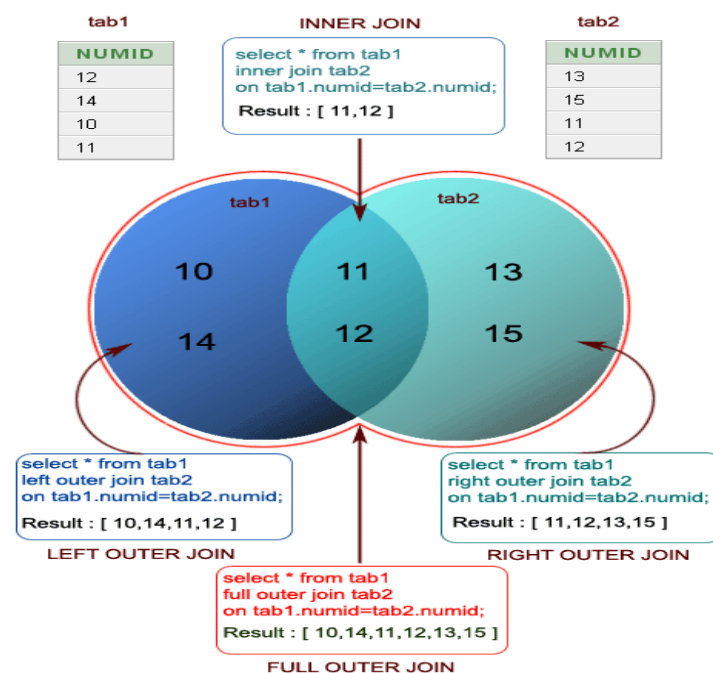 tab1
INNER JOIN
tab2
NUMID
12
14
10
11
select * from tab1
inner join tab2
on tab1.numid=tab2.numid;
Result : [ 11,12 ]
NUMID
13
15
11
12
tab1
tab2
10
11
13
14
12
15
select * from tab1
left outer join tab2
on tab1.numid=tab2.numid;
Result : [ 10,14,11,12 ]
LEFT OUTER JOIN
select * from tab1
right outer join tab2
on tab1.numid=tab2.numid;
Result : [ 11,12,13,15 ]
RIGHT OUTER JOIN
select * from tab1
full outer join tab2
on tab1.numid=tab2.numid;
Result : [ 10,14,11,12,13,15 ]
FULL OUTER JOIN